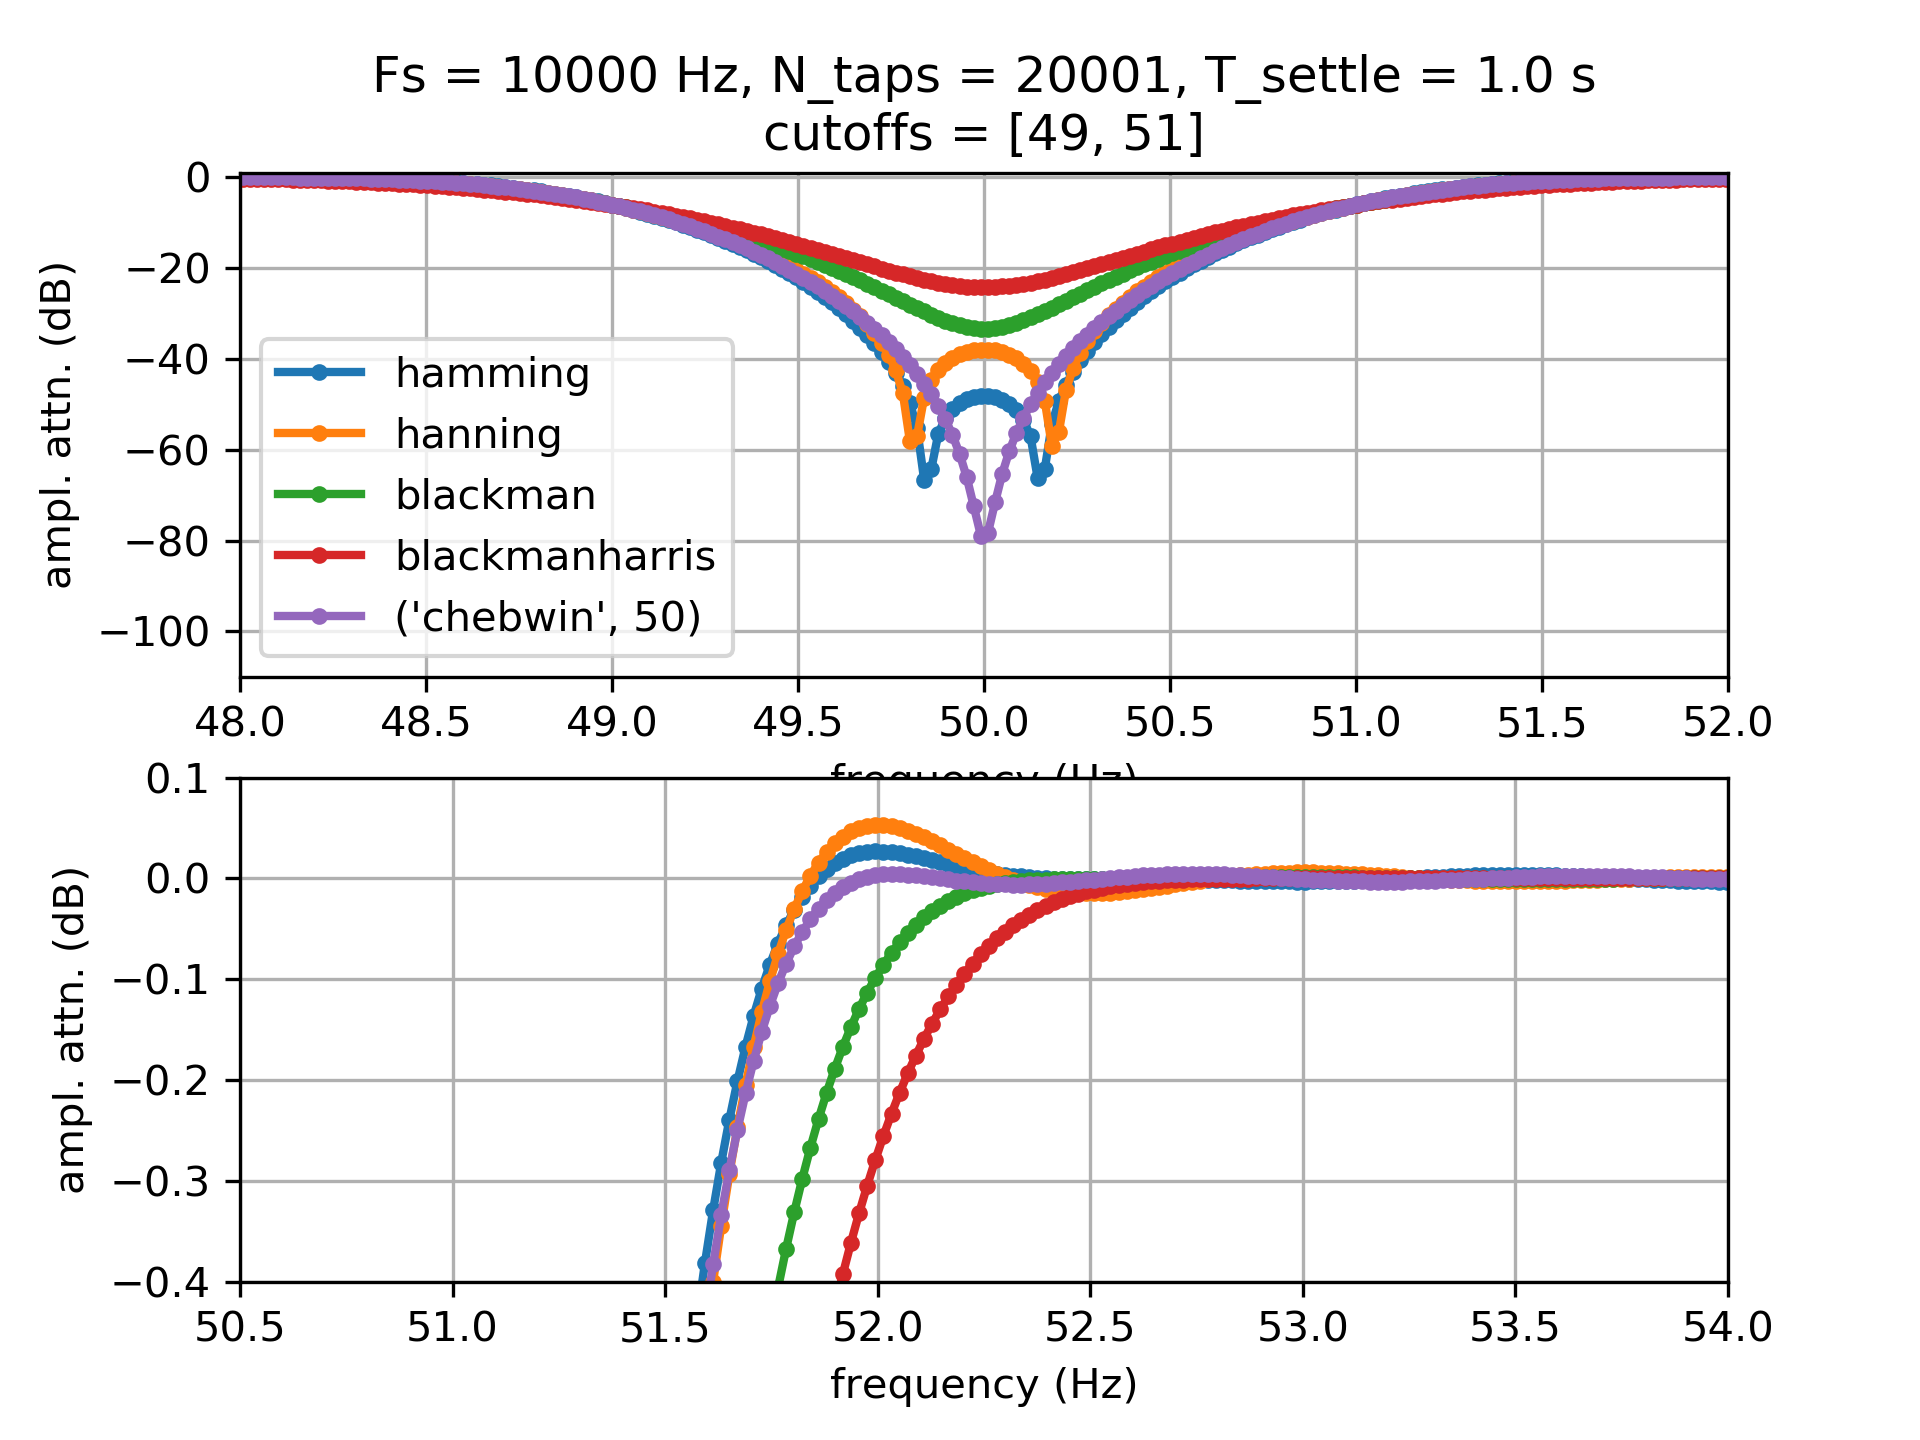 Fs = 10000 Hz, N_taps = 20001, T_settle = 1.0 s
cutoffs = [49, 51]
0
−20
−40
−60
−80
−100
ampl. attn. (dB)
hamming
hanning
blackman
blackmanharris
('chebwin', 50)
48.0 48.5 49.0 49.5 50.0 50.5 51.0 51.5 52.0
frequency (Hz)
0.1
0.0
−0.1
−0.2
−0.3
−0.4
ampl. attn. (dB)
50.5 51.0 51.5 52.0 52.5 53.0 53.5 54.0
frequency (Hz)